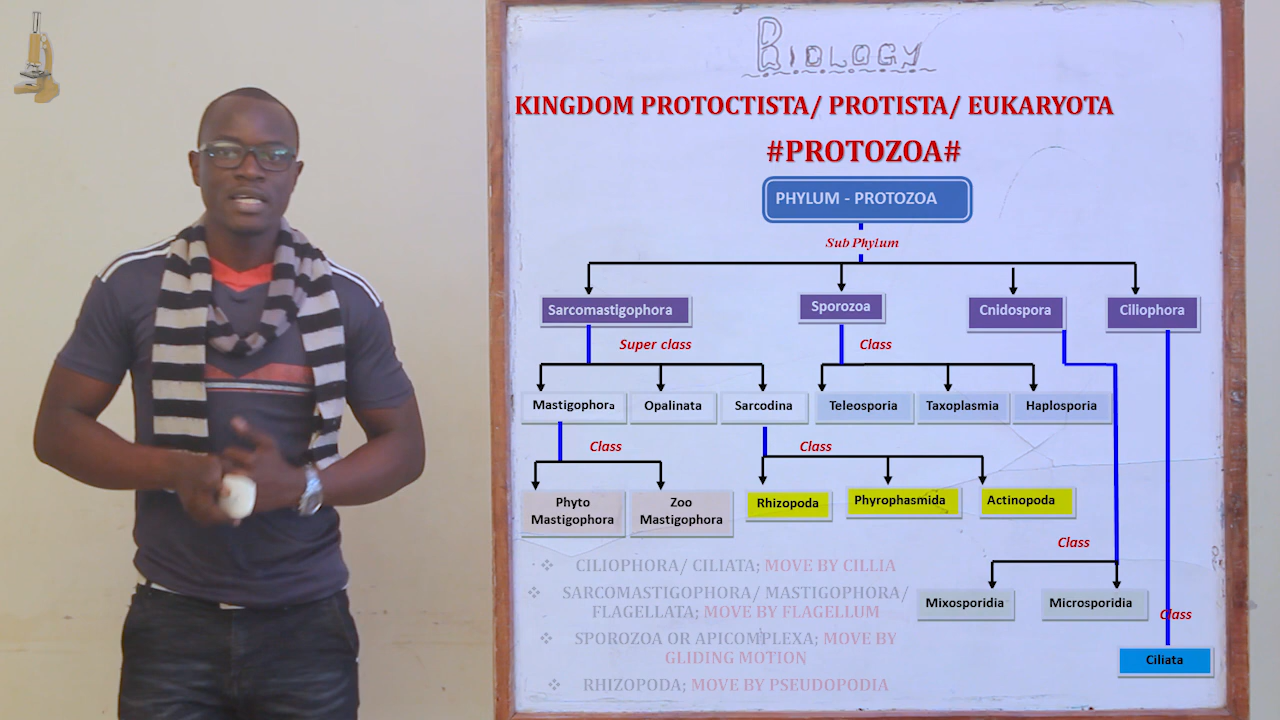 BIOLOGY
KINGDOM PROTOCTISTA/ PROTISTA/ EUKARYOTA
#PROTOZOA#
PHYLUM - PROTOZOA
Sub Phylum
Sarcomastigophora
Sporozoa
Cnidospora
Ciliophora
Super class
Class
Mastigophora
Opalinata
Sarcodina
Teleosporia
Taxoplasmia
Haplosporia
Class
Class
Phyto
Mastigophora
Zoo
Mastigophora
Rhizopoda
Phyrophasmida
Actinopoda
Class
Mixosporidia
Microsporidia
Class
Ciliata
CILIOPHORA/ CILIATA; MOVE BY CILLIA
SARCOMASTIGOPHORA/ MASTIGOPHORA/
FLAGELLATA; MOVE BY FLAGELLUM
SPOROZOA OR APICOMPLEXA; MOVE BY
GLIDING MOTION
RHIZOPODA; MOVE BY PSEUDOPODIA